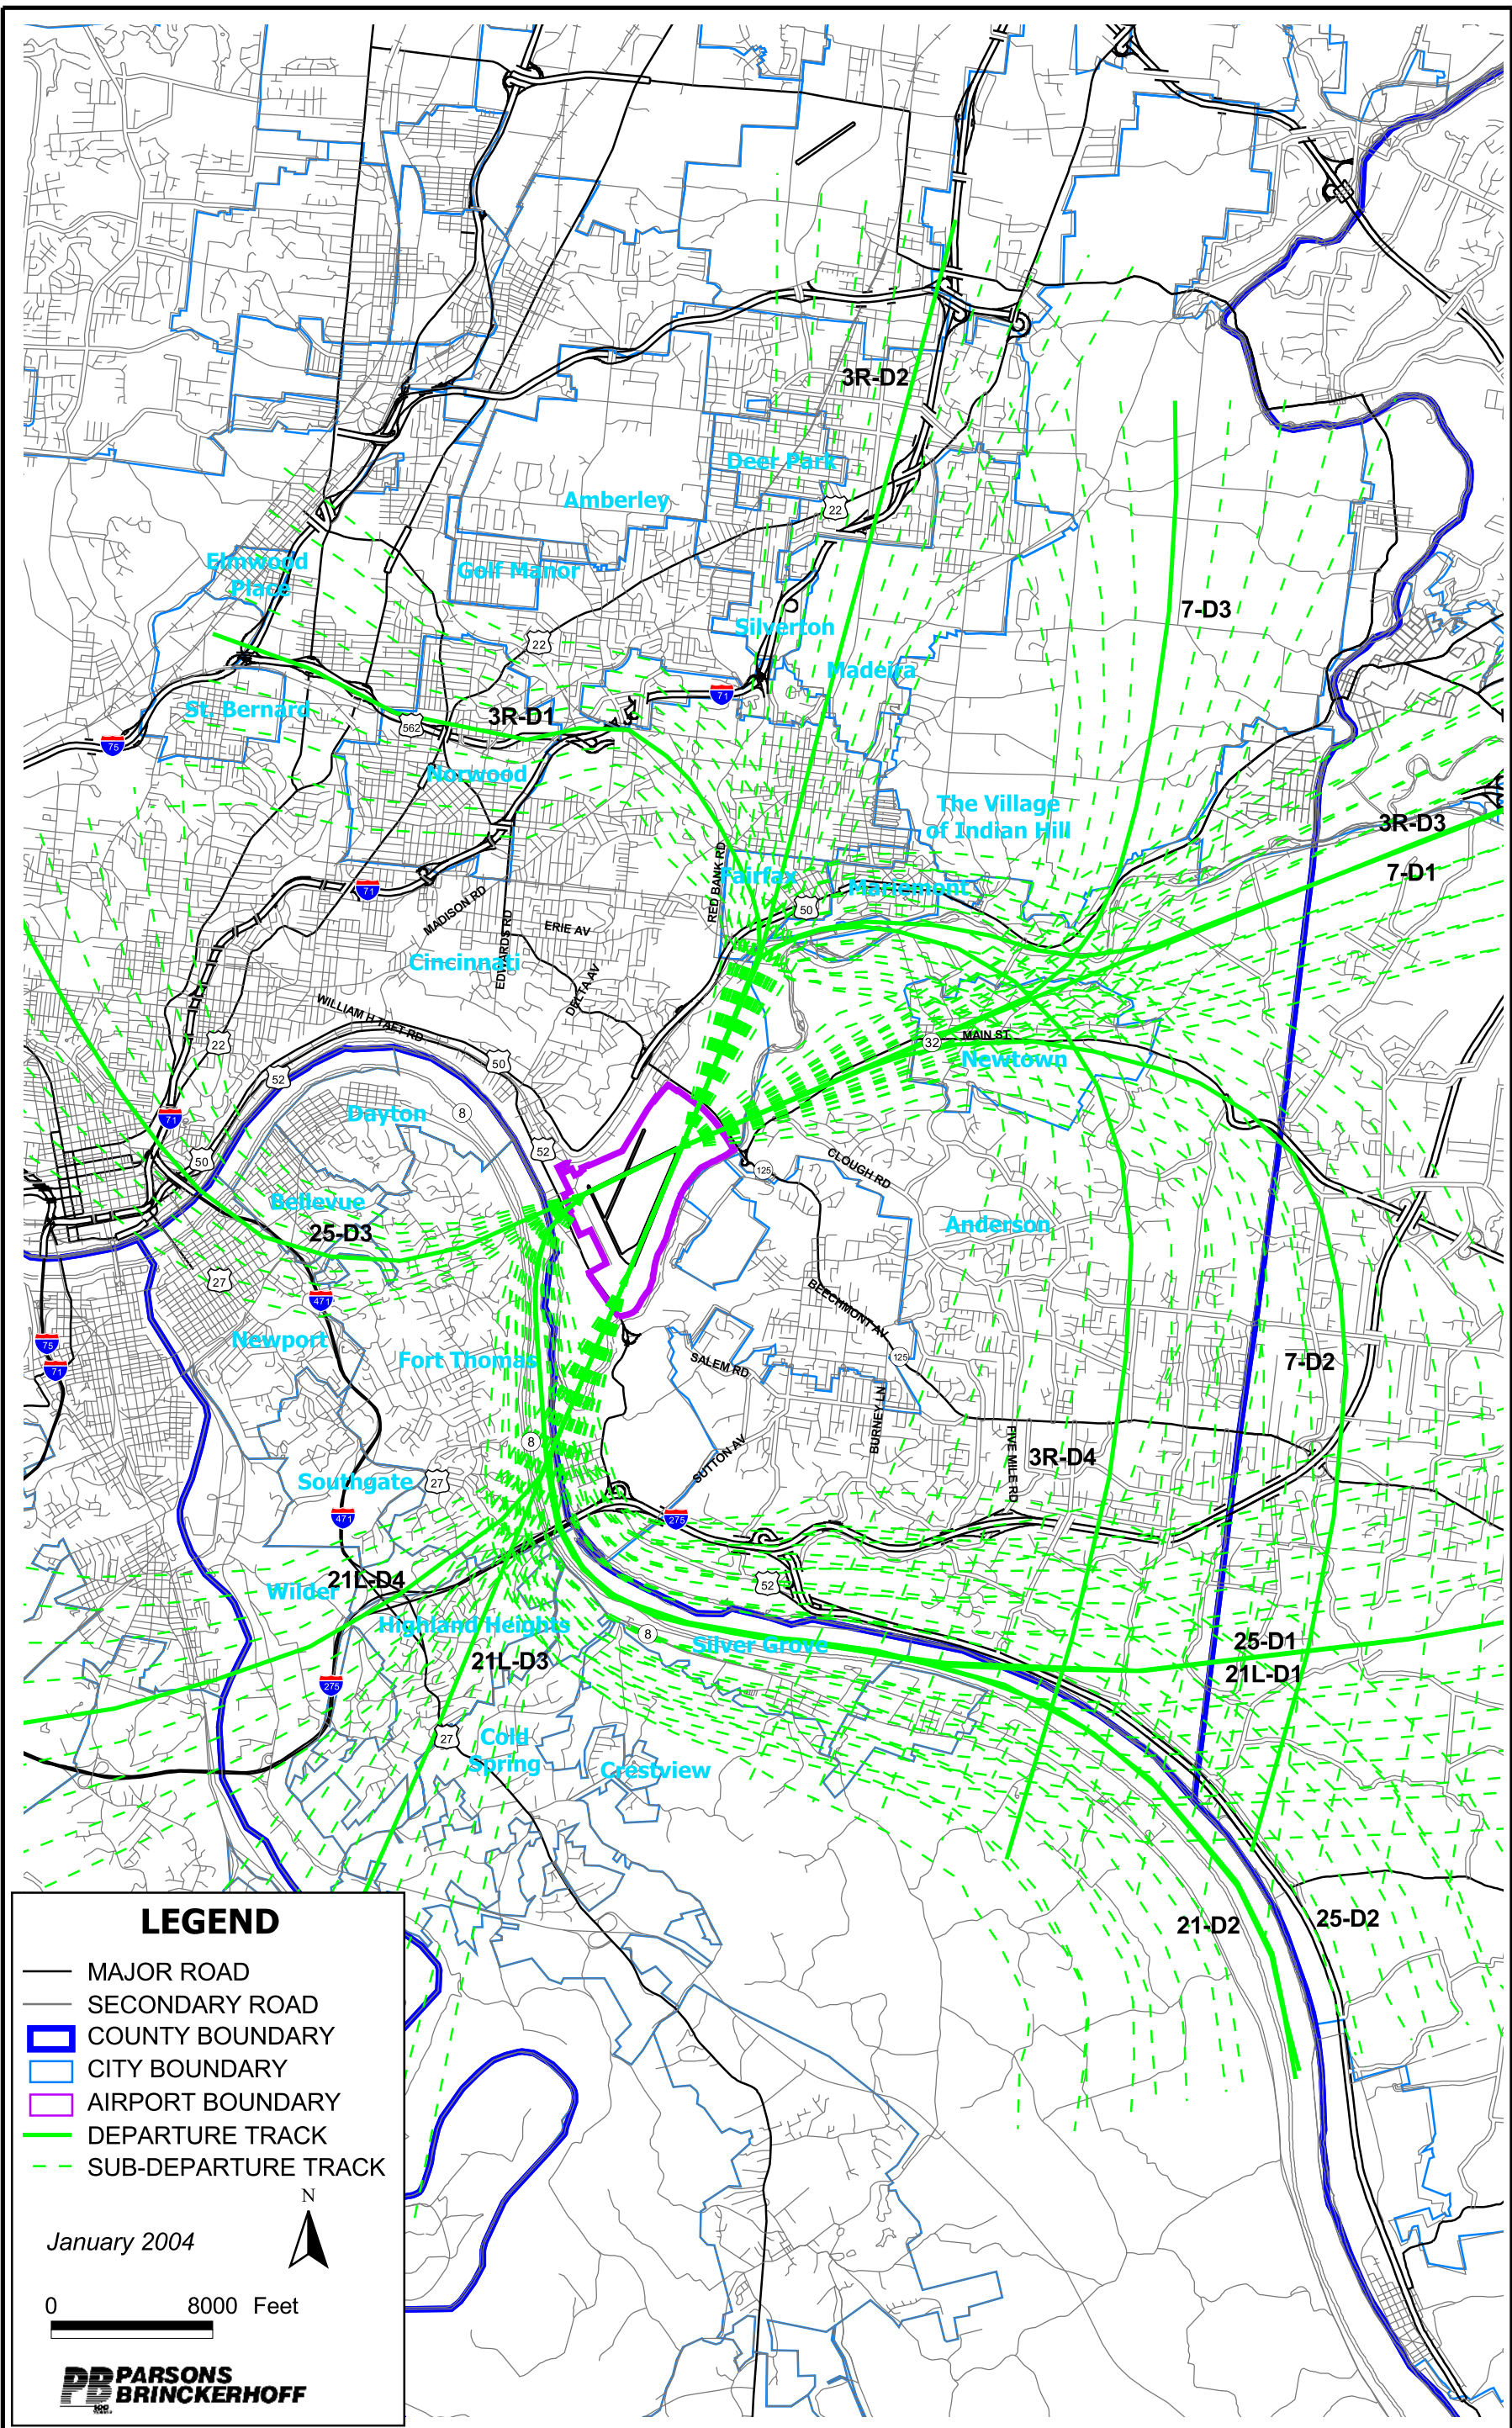 3R-D2
Deer Park
22
Amberley
Elmwood
Place
Golf Manor
7-D3
Silverton
22
Madeira
71
St. Bernard
3R-D1
562
75
Norwood
The Village
of Indian Hill
3R-D3
7-D1
RED BANK RD
Fairfax
Mariemont
71
50
MADISON RD
EDWARDS RD
ERIE AV
Cincinnati
DELTA AV
WILLIAM H TAFT RD
22
52
50
32
MAIN ST
Newtown
Dayton
8
71
52
50
125
CLOUGH RD
Bellevue
25-D3
Anderson
27
471
BEECHMONT AV
75
71
Newport
Fort Thomas
SALEM RD
125
7-D2
BURNEY LN
8
SUTTON AV
FIVE MILE RD
3R-D4
Southgate
27
471
275
21L-D4
Wilder
52
Highland Heights
8
Silver Grove
25-D1
21L-D3
21L-D1
275
27
Cold
Spring
Crestview
21-D2
25-D2
LEGEND
MAJOR ROAD
SECONDARY ROAD
COUNTY BOUNDARY
CITY BOUNDARY
AIRPORT BOUNDARY
DEPARTURE TRACK
SUB-DEPARTURE TRACK
N
January 2004
0 8000 Feet
PB PARSONS
BRINCKERHOFF